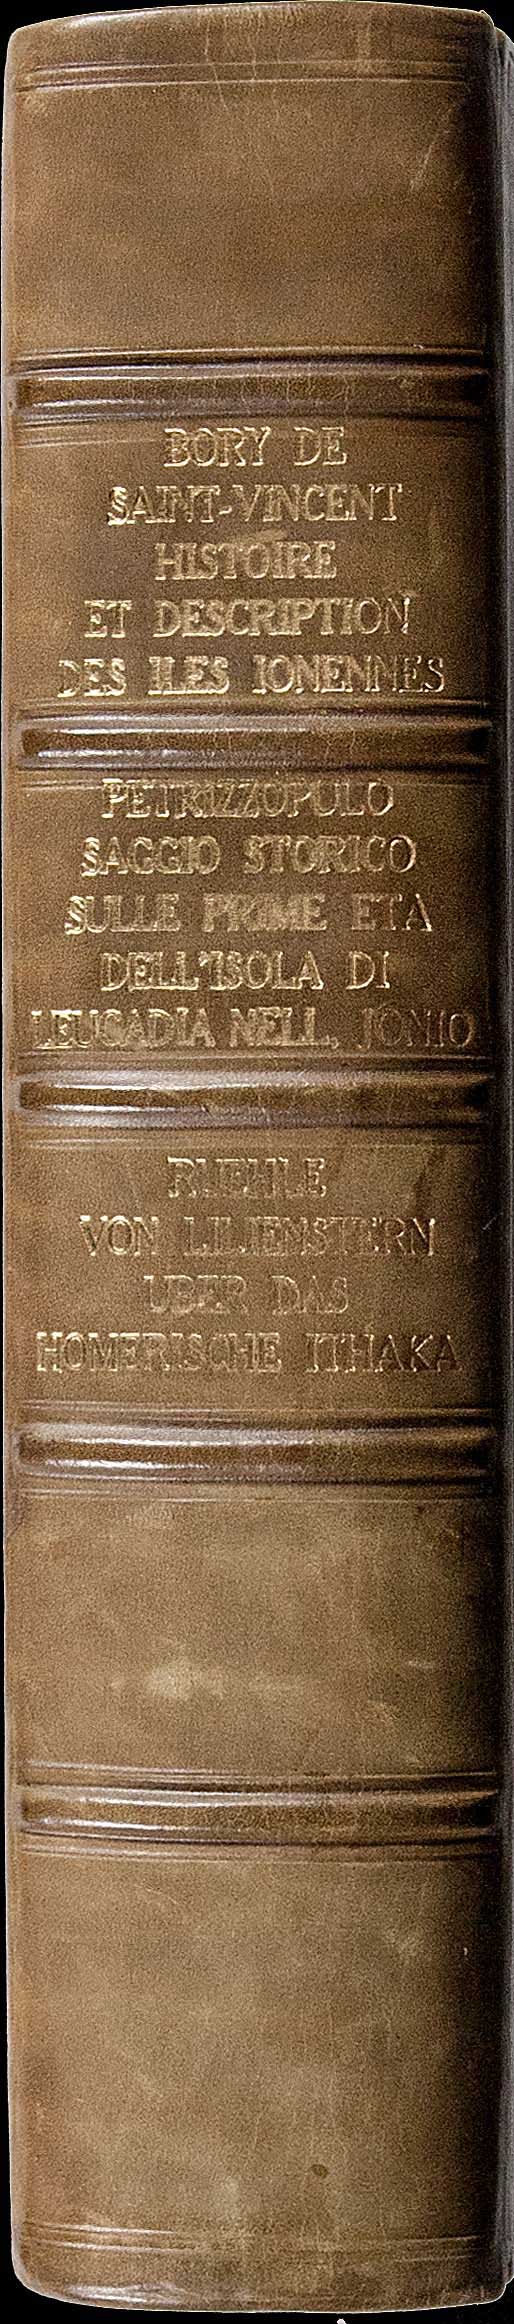 BORY DE
SAINT-VINCENT
HISTOIRE
ET DESCRIPTION
DES ILES IONENNES
PETRIZZOPULO
SAGGIO STORICO
SULLE PRIME ETA
DELL'ISOLA DI
LEUCADIA NELL, JONIO
RUEHLE
VON LILIENSTERN
UBER DAS
HOMERISCHE ITHAKA